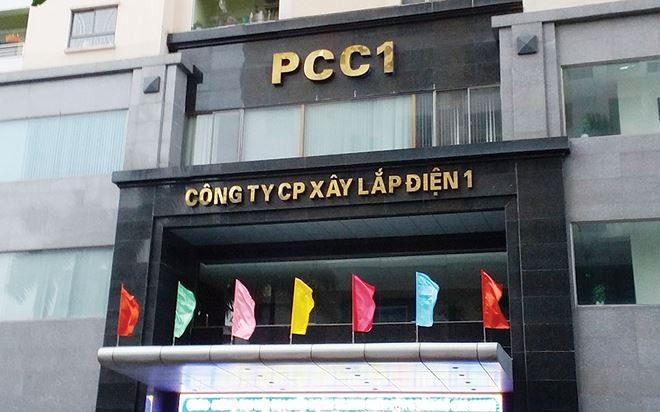 PCC1
CÔNG TY CP XÂY LẮP ĐIỆN 1